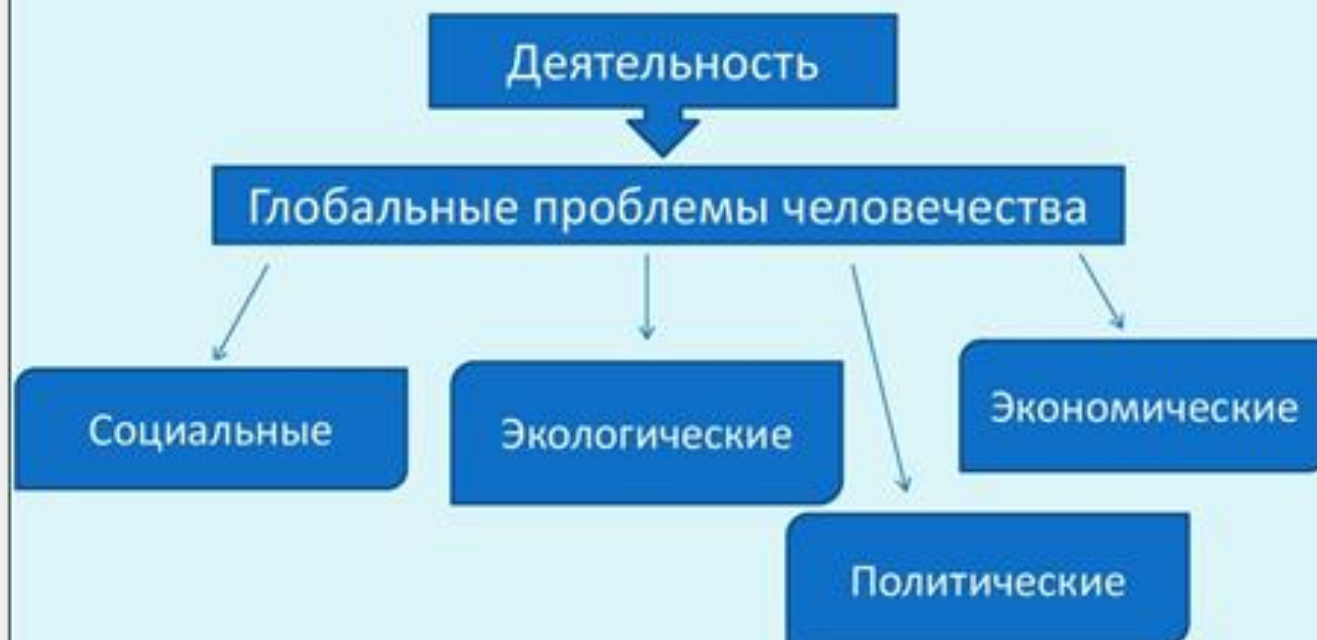 Деятельность
Глобальные проблемы человечества
Социальные
Экологические
Экономические
Политические